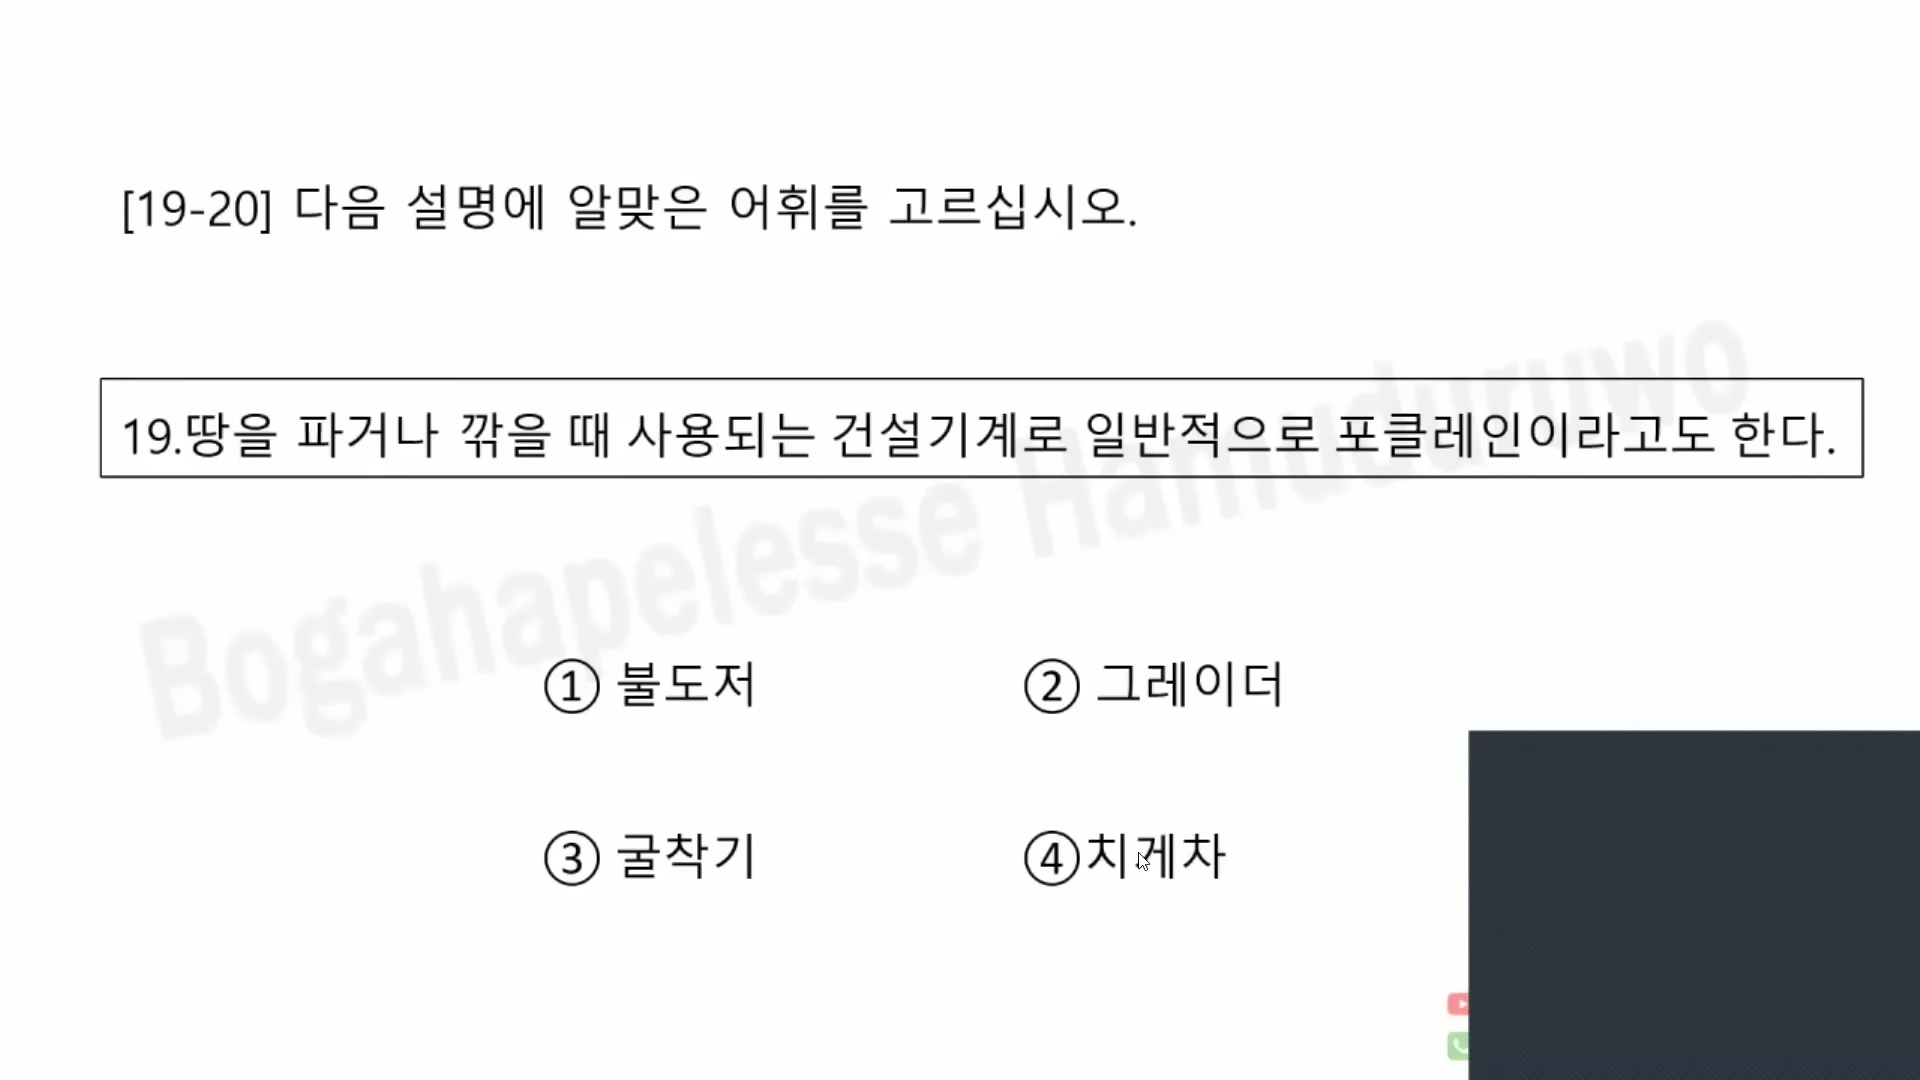 [19-20] 다음 설명에 알맞은 어휘를 고르십시오.
19.땅을 파거나 깎을 때 사용되는 건설기계로 일반적으로 포클레인이라고도 한다.
Bogahapelesse Hamuduruwo
① 불도저
② 그레이더
③ 굴착기
④치게차